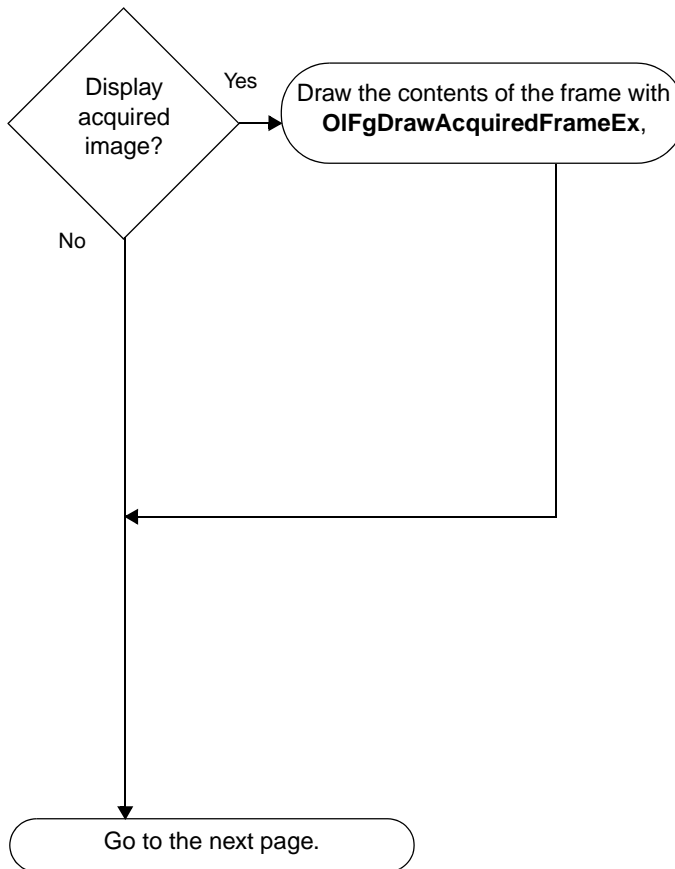 Display
acquired
image?
Yes
Draw the contents of the frame with
OlFgDrawAcquiredFrameEx,
No
Go to the next page.